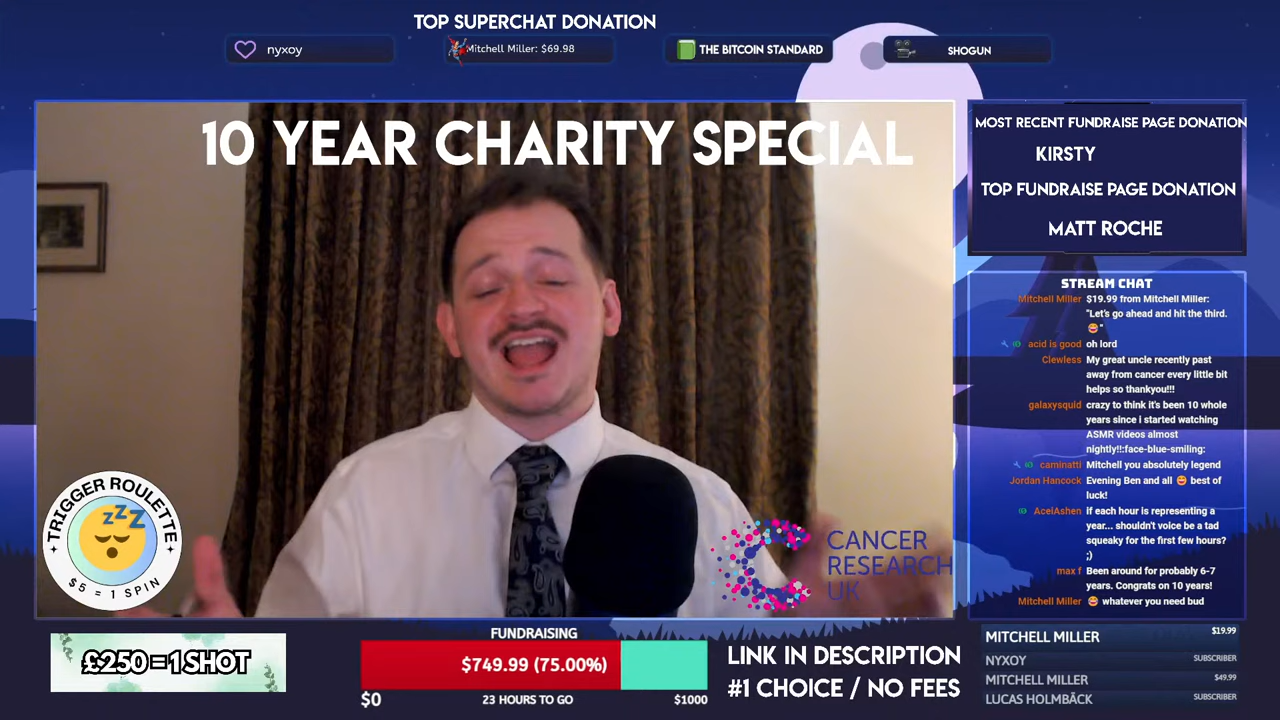 TOP SUPERCHAT DONATION
nyxoy
Mitchell Miller: $69.98
THE BITCOIN STANDARD
SHOGUN
10 YEAR CHARITY SPECIAL
MOST RECENT FUNDRAISE PAGE DONATION
KIRSTY
TOP FUNDRAISE PAGE DONATION
MATT ROCHE
STREAM CHAT
Mitchell Miller $19.99 from Mitchell Miller:
"Let's go ahead and hit the third.
😄"
acid is good oh lord
Clewless My great uncle recently past
away from cancer every little bit
helps so thankyou!!!
galaxysquid crazy to think it's been 10 whole
years since i started watching
ASMR videos almost
nightly!!:face-blue-smiling:
caminatti Mitchell you absolutely legend
Jordan Hancock Evening Ben and all 😄 best of
luck!
AceiAshen if each hour is representing a
year... shouldn't voice be a tad
squeaky for the first few hours?
;)
max f Been around for probably 6-7
years. Congrats on 10 years!
Mitchell Miller 😄 whatever you need bud
TRIGGER ROULETTE
zzz
$5 = 1 SPIN
CANCER
RESEARCH
UK
£250 = 1 SHOT
FUNDRAISING
$749.99 (75.00%)
$0
23 HOURS TO GO
$1000
LINK IN DESCRIPTION
#1 CHOICE / NO FEES
MITCHELL MILLER $19.99
NYXOY SUBSCRIBER
MITCHELL MILLER $49.99
LUCAS HOLMBÄCK SUBSCRIBER